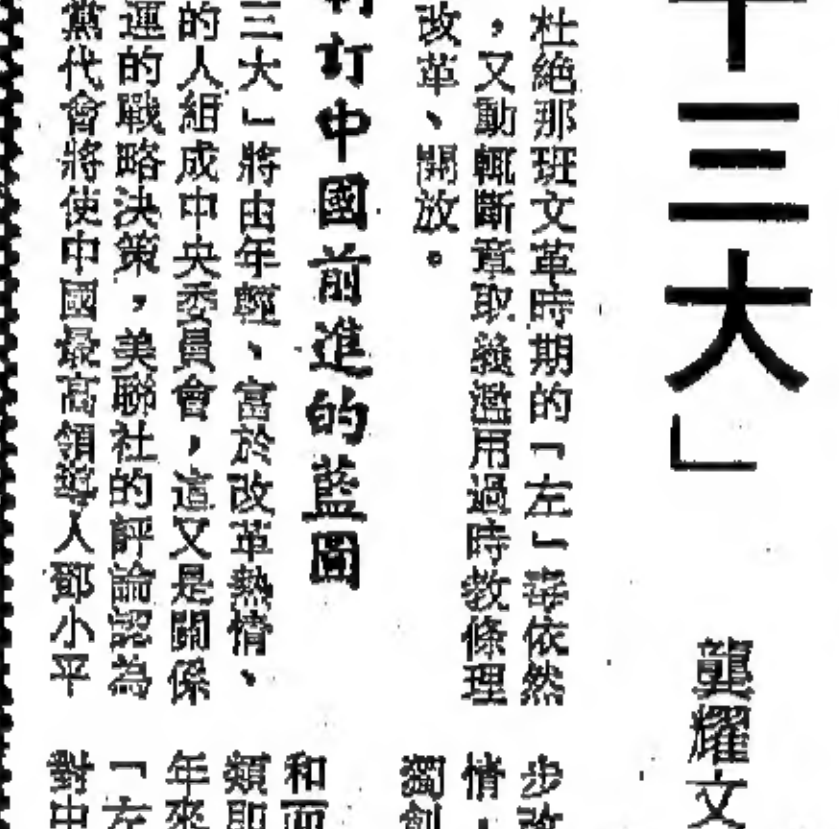 十三大」
龔耀文
杜絕那班文革時期的「左」毒依然
，又動輒斷章取義濫用過時教條理
改革、開放。
訂中國前進的藍圖
三大」將由年輕、富於改革熱情、
的人組成中央委員會，這又是關係
運的戰略決策，美聯社的評論認為
黨代會將使中國最高領導人鄧小平
步改
情，
獨創
和
類即
年來
「左
對中